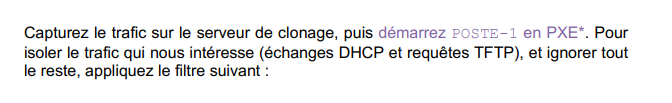 Capturez le trafic sur le serveur de clonage, puis démarrez POSTE-1 en PXE*. Pour
isoler le trafic qui nous intéresse (échanges DHCP et requêtes TFTP), et ignorer tout
le reste, appliquez le filtre suivant :